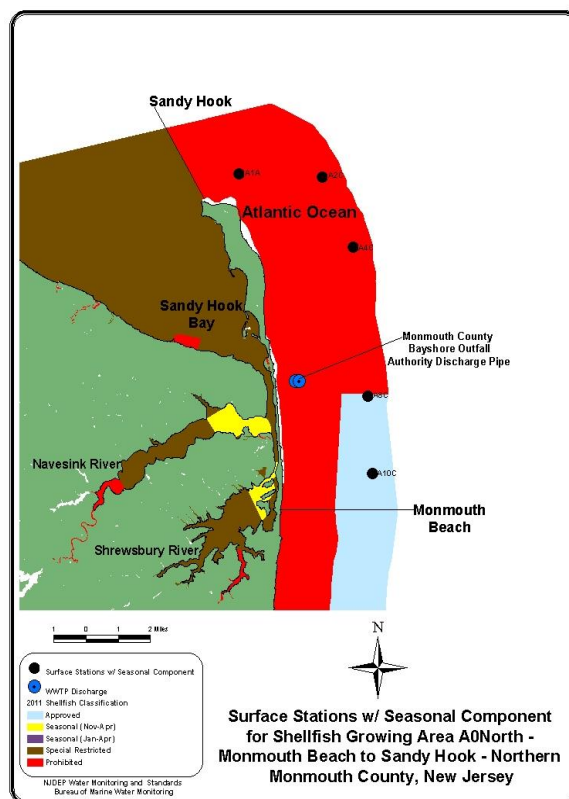 Sandy Hook
A1A
A2C
Atlantic Ocean
A4C
Sandy Hook
Bay
Monmouth County
Bayshore Outfall
Authority Discharge Pipe
Navesink River
A10C
Monmouth
Beach
Shrewsbury River
1 0 1 2 Miles
N
Surface Stations w/ Seasonal Component
WWTP Discharge
2011 Shellfish Classification
Approved
Seasonal (Nov-Apr)
Seasonal (Jan-Apr)
Special Restricted
Prohibited
NJDEP Water Monitoring and Standards
Bureau of Marine Water Monitoring
Surface Stations w/ Seasonal Component
for Shellfish Growing Area A0North -
Monmouth Beach to Sandy Hook - Northern
Monmouth County, New Jersey